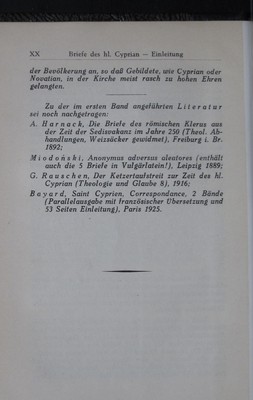 XX Briefe des hl. Cyprian — Einleitung
der Bevölkerung an, so daß Gebildete, wie Cyprian oder
Novatian, in der Kirche meist rasch zu hohen Ehren
gelangten.
Zu der im ersten Band angeführten Literatur
sei noch nachgetragen:
A. Harnack, Die Briefe des römischen Klerus aus
der Zeit der Sedisvakanz im Jahre 250 (Theol. Ab-
handlungen, Weizsäcker gewidmet), Freiburg i. Br.
1892;
Miodoński, Anonymus adversus aleatores (enthält
auch die 5 Briefe in Vulgärlatein!), Leipzig 1889;
G. Rauschen, Der Ketzertaufstreit zur Zeit des hl.
Cyprian (Theologie und Glaube 8), 1916;
Bayard, Saint Cyprien, Correspondance, 2 Bände
(Parallelausgabe mit französischer Übersetzung und
53 Seiten Einleitung), Paris 1925.